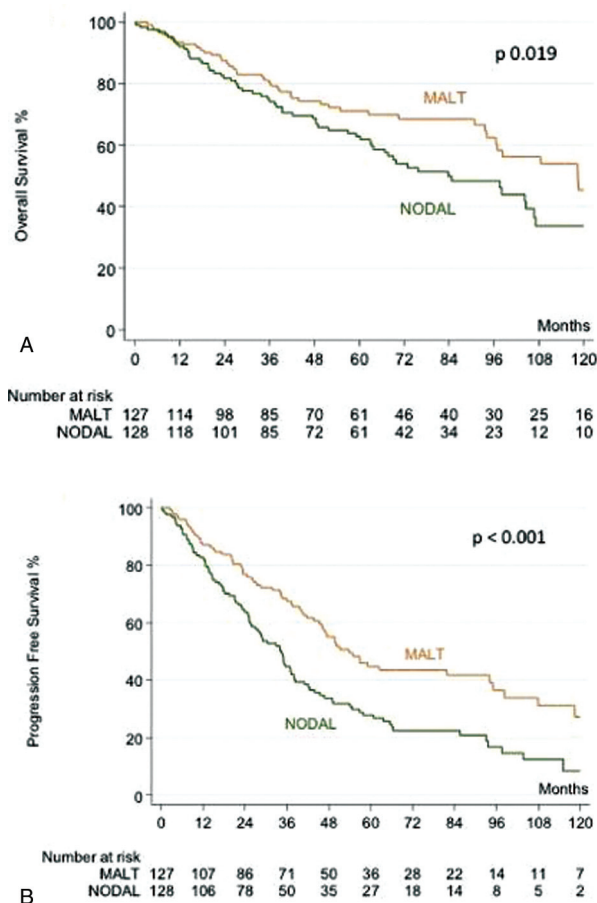 100
80
60
40
20
0
Overall Survival %
p 0.019
MALT
NODAL
Months
A
0 12 24 36 48 60 72 84 96 108 120
Number at risk
MALT 127 114 98 85 70 61 46 40 30 25 16
NODAL 128 118 101 85 72 61 42 34 23 12 10
100
80
60
40
20
0
Progression Free Survival %
p < 0.001
MALT
NODAL
Months
0 12 24 36 48 60 72 84 96 108 120
Number at risk
MALT 127 107 86 71 50 36 28 22 14 11 7
NODAL 128 106 78 50 35 27 18 14 8 5 2
B